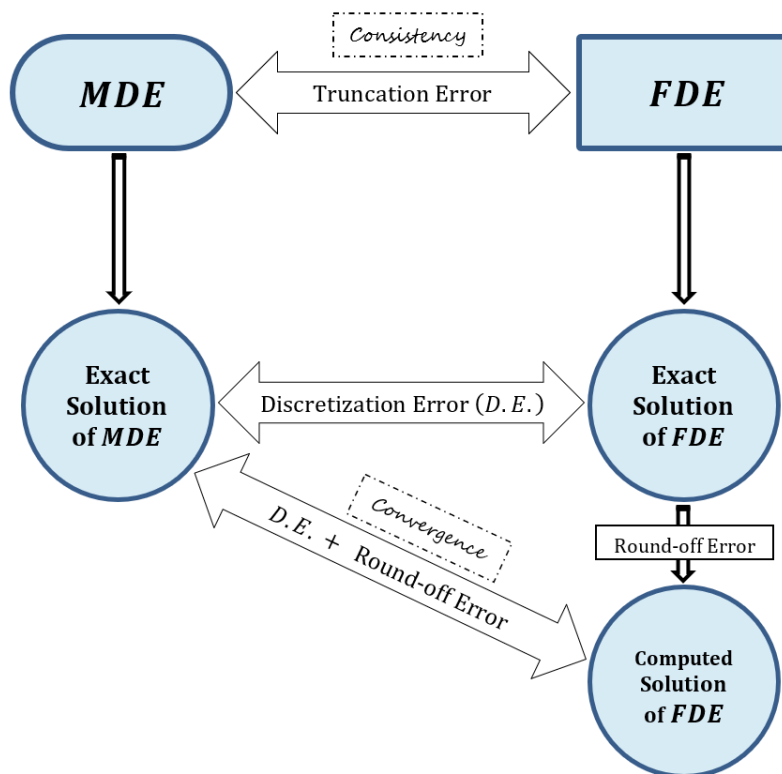 Consistency
MDE
Truncation Error
FDE
Exact
Solution
of MDE
Discretization Error (D.E.)
Exact
Solution
of FDE
Convergence
D.E. + Round-off Error
Round-off Error
Computed
Solution
of FDE